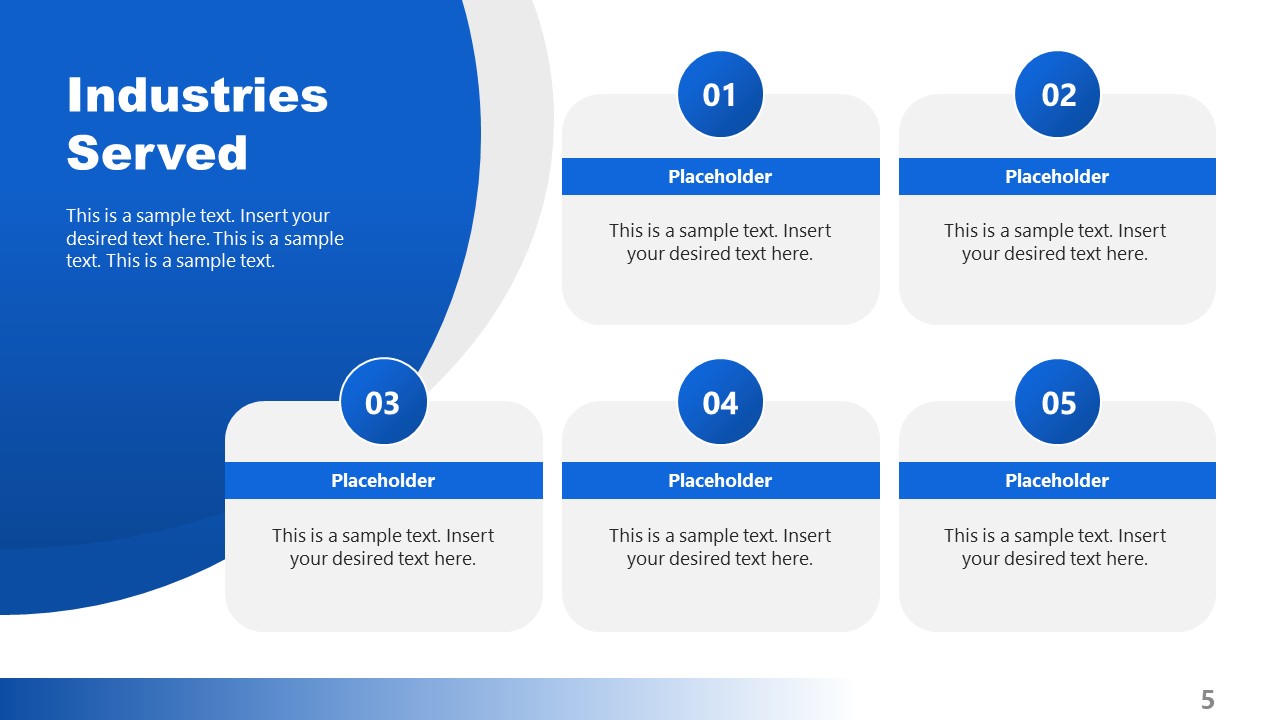 Industries
Served
This is a sample text. Insert your
desired text here. This is a sample
text. This is a sample text.
01
Placeholder
This is a sample text. Insert
your desired text here.
02
Placeholder
This is a sample text. Insert
your desired text here.
03
Placeholder
This is a sample text. Insert
your desired text here.
04
Placeholder
This is a sample text. Insert
your desired text here.
05
Placeholder
This is a sample text. Insert
your desired text here.
5